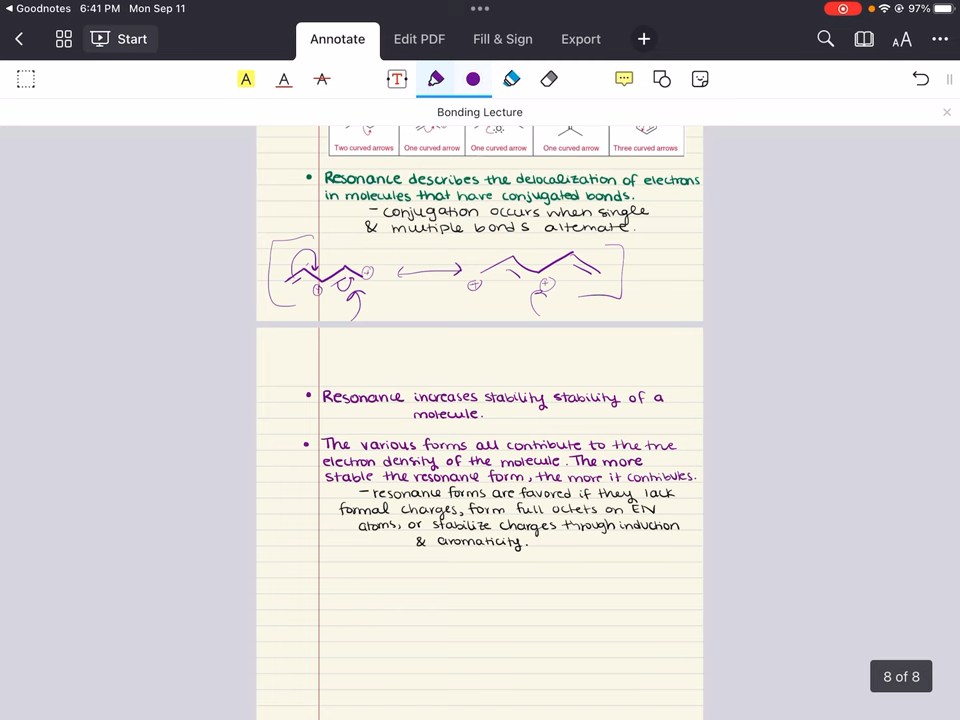 Goodnotes 6:41 PM Mon Sep 11
97%
Start
Annotate
Edit PDF
Fill & Sign
Export
AA
A A A T
Bonding Lecture
Two curved arrows One curved arrow One curved arrow One curved arrow Three curved arrows
• Resonance describes the delocalization of electrons
in molecules that have conjugated bonds.
- conjugation occurs when single
& multiple bonds alternate.
+ + + +
• Resonance increases stability stability of a
molecule.
• The various forms all contribute to the true
electron density of the molecule. The more
stable the resonance form, the more it contributes.
- resonance forms are favored if they lack
formal charges, form full octets on EN
atoms, or stabilize charges through induction
& aromaticity.
8 of 8